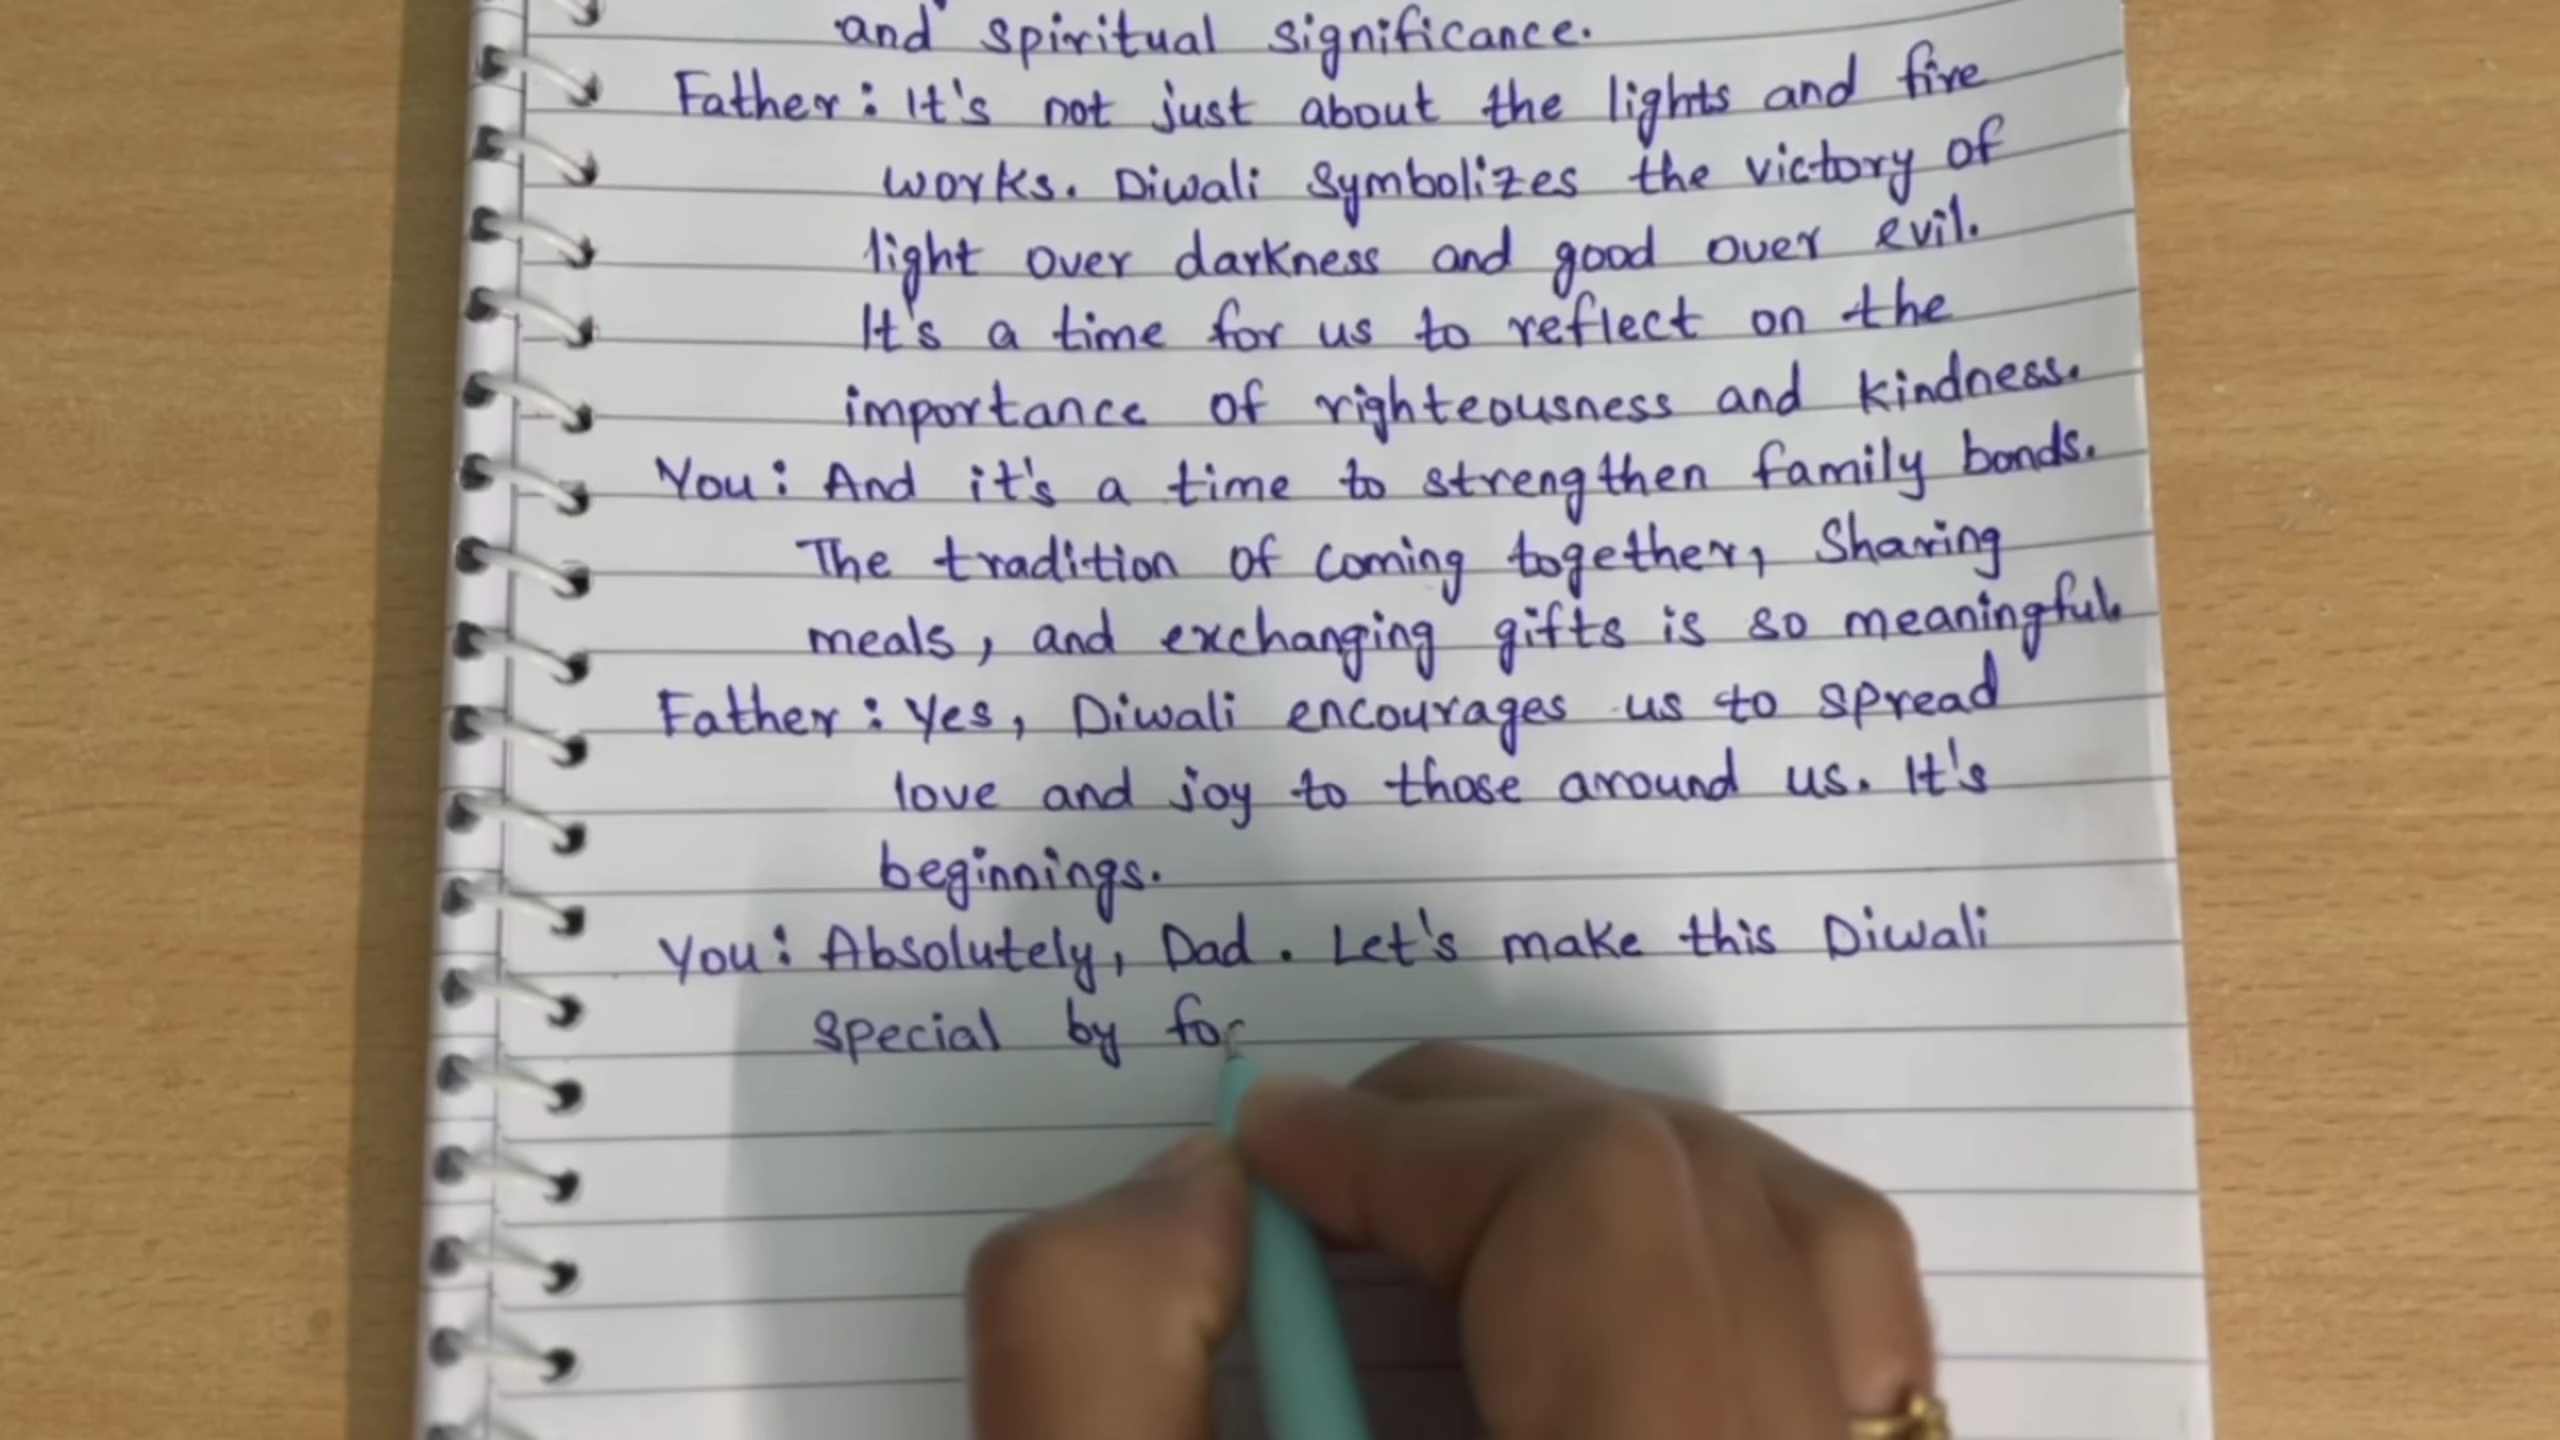 and spiritual significance.
Father: It's not just about the lights and fire
works. Diwali symbolizes the victory of
light over darkness and good over evil.
It's a time for us to reflect on the
importance of righteousness and kindness.
You: And it's a time to strengthen family bonds.
The tradition of coming together, Sharing
meals, and exchanging gifts is so meaningful.
Father: Yes, Diwali encourages us to spread
love and joy to those around us. It's
beginnings.
You: Absolutely, Dad. Let's make this Diwali
special by foc